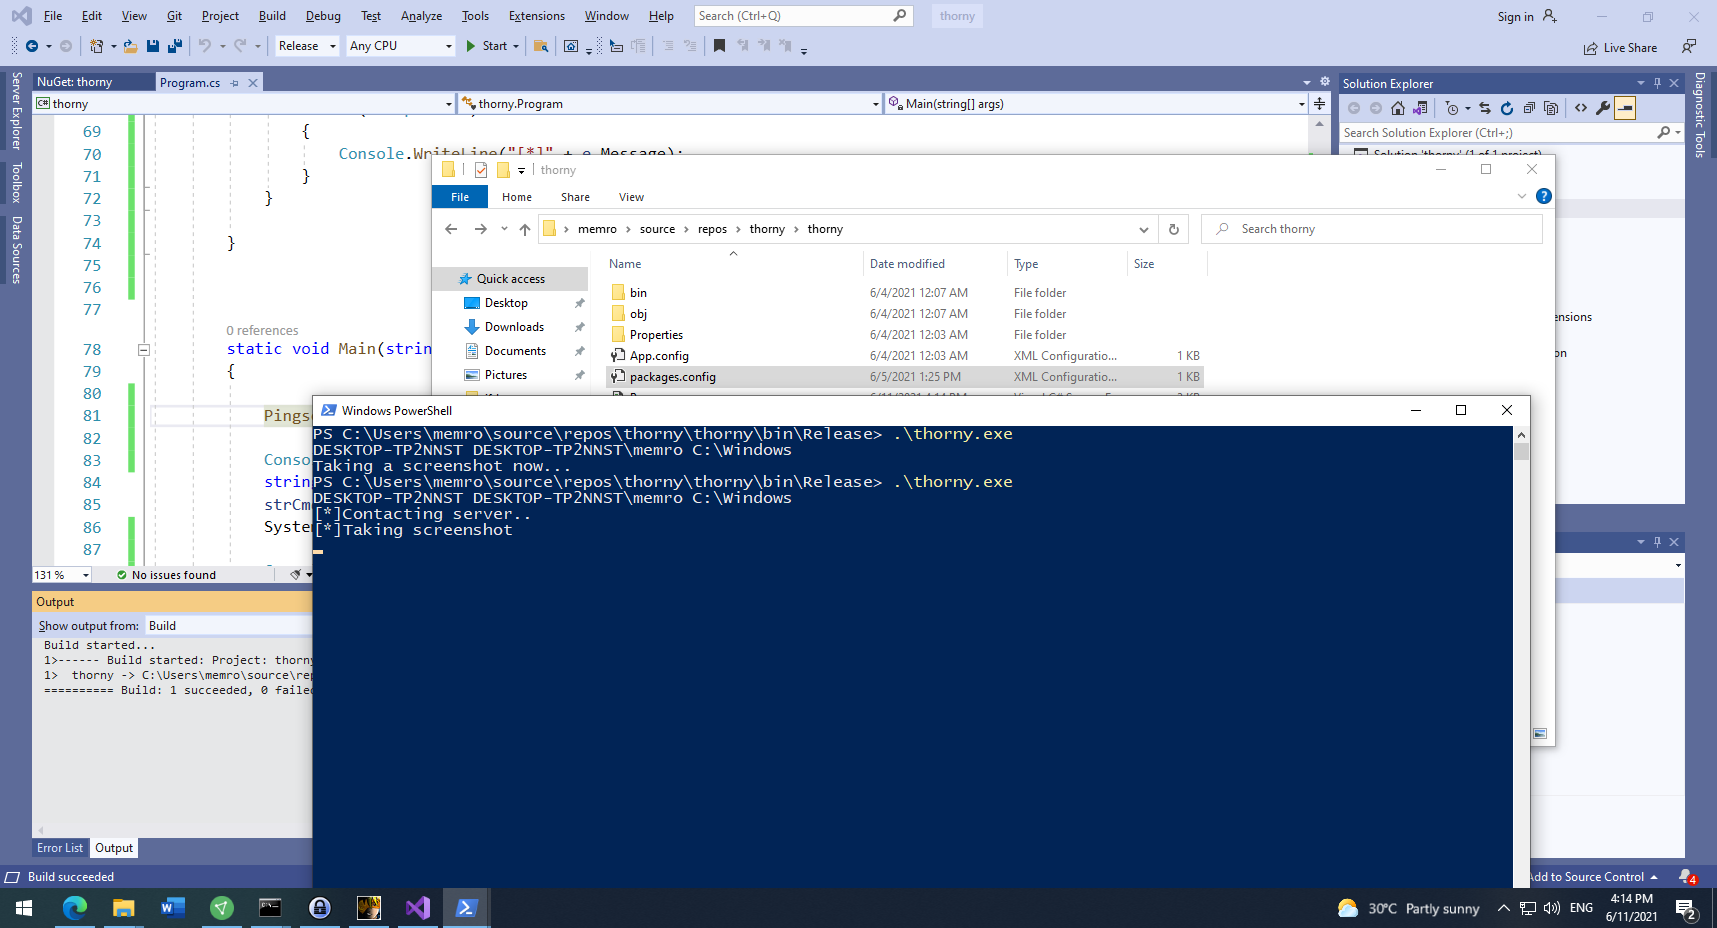 File Edit View Git Project Build Debug Test Analyze Tools Extensions Window Help Search (Ctrl+Q) thorny Sign in
Release Any CPU Start Live Share
Server Explorer
Toolbox
Data Sources
NuGet: thorny Program.cs
thorny thorny.Program Main(string[] args)
69 {
70 Console.WriteLine("[*]" + e.Message);
71 }
72 }
73
74 }
75
76
77
0 references
78 static void Main(strin
79 {
80
81 Pings
82
83 Conso
84 strin
85 strCm
86 Syste
87
131 % No issues found
Output
Show output from: Build
Build started...
1>------ Build started: Project: thorny
1> thorny -> C:\Users\memro\source\rep
========== Build: 1 succeeded, 0 failed
Error List Output
Build succeeded
Solution Explorer
Search Solution Explorer (Ctrl+;)
Solution 'thorny' (1 of 1 project)
ensions
on
Diagnostic Tools
Add to Source Control
4
thorny
File Home Share View
memro source repos thorny thorny
Search thorny
Quick access
Desktop
Downloads
Documents
Pictures
Name Date modified Type Size
bin 6/4/2021 12:07 AM File folder
obj 6/4/2021 12:07 AM File folder
Properties 6/4/2021 12:03 AM File folder
App.config 6/4/2021 12:03 AM XML Configuratio... 1 KB
packages.config 6/5/2021 1:25 PM XML Configuratio... 1 KB
Windows PowerShell
PS C:\Users\memro\source\repos\thorny\thorny\bin\Release> .\thorny.exe
DESKTOP-TP2NNST DESKTOP-TP2NNST\memro C:\Windows
Taking a screenshot now...
PS C:\Users\memro\source\repos\thorny\thorny\bin\Release> .\thorny.exe
DESKTOP-TP2NNST DESKTOP-TP2NNST\memro C:\Windows
[*]Contacting server..
[*]Taking screenshot
30°C Partly sunny ENG 4:14 PM
6/11/2021
2